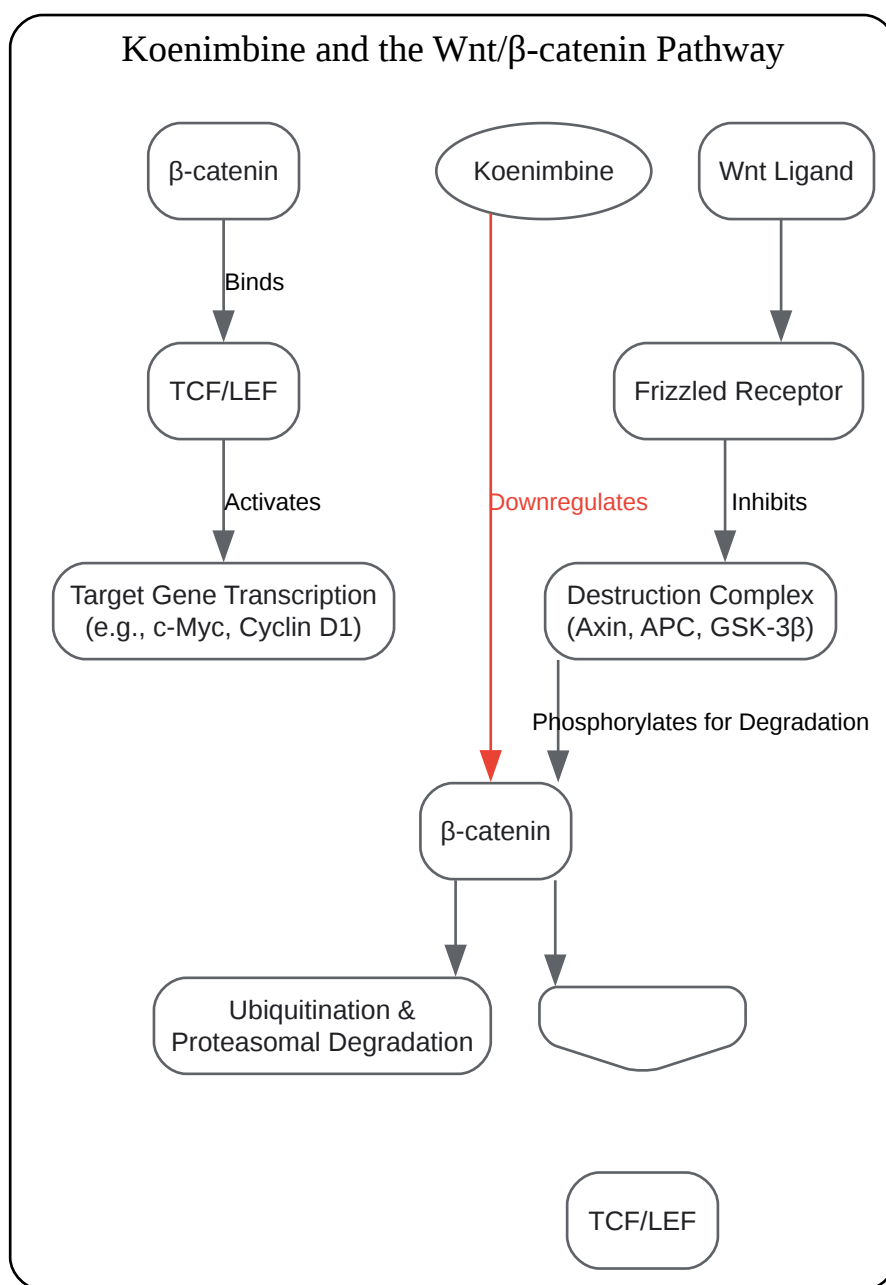 Koenimbine and the Wnt/β-catenin Pathway
β-catenin
Koenimbine
Wnt Ligand
Binds
TCF/LEF
Frizzled Receptor
Activates
Downregulates
Inhibits
Target Gene Transcription
(e.g., c-Myc, Cyclin D1)
Destruction Complex
(Axin, APC, GSK-3β)
Phosphorylates for Degradation
β-catenin
Ubiquitination &
Proteasomal Degradation
TCF/LEF